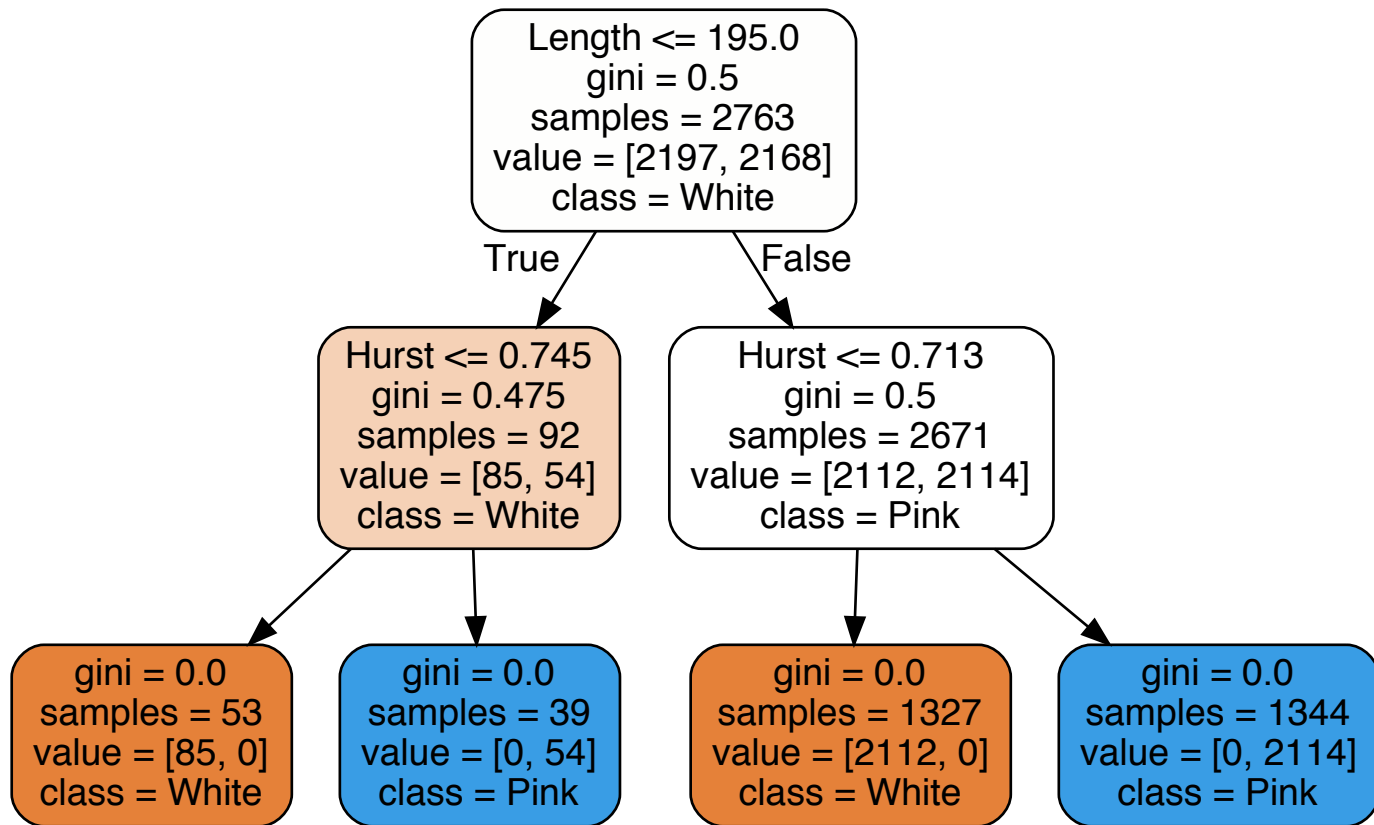 Length <= 195.0
gini = 0.5
samples = 2763
value = [2197, 2168]
class = White
True
False
Hurst <= 0.745
gini = 0.475
samples = 92
value = [85, 54]
class = White
Hurst <= 0.713
gini = 0.5
samples = 2671
value = [2112, 2114]
class = Pink
gini = 0.0
samples = 53
value = [85, 0]
class = White
gini = 0.0
samples = 39
value = [0, 54]
class = Pink
gini = 0.0
samples = 1327
value = [2112, 0]
class = White
gini = 0.0
samples = 1344
value = [0, 2114]
class = Pink